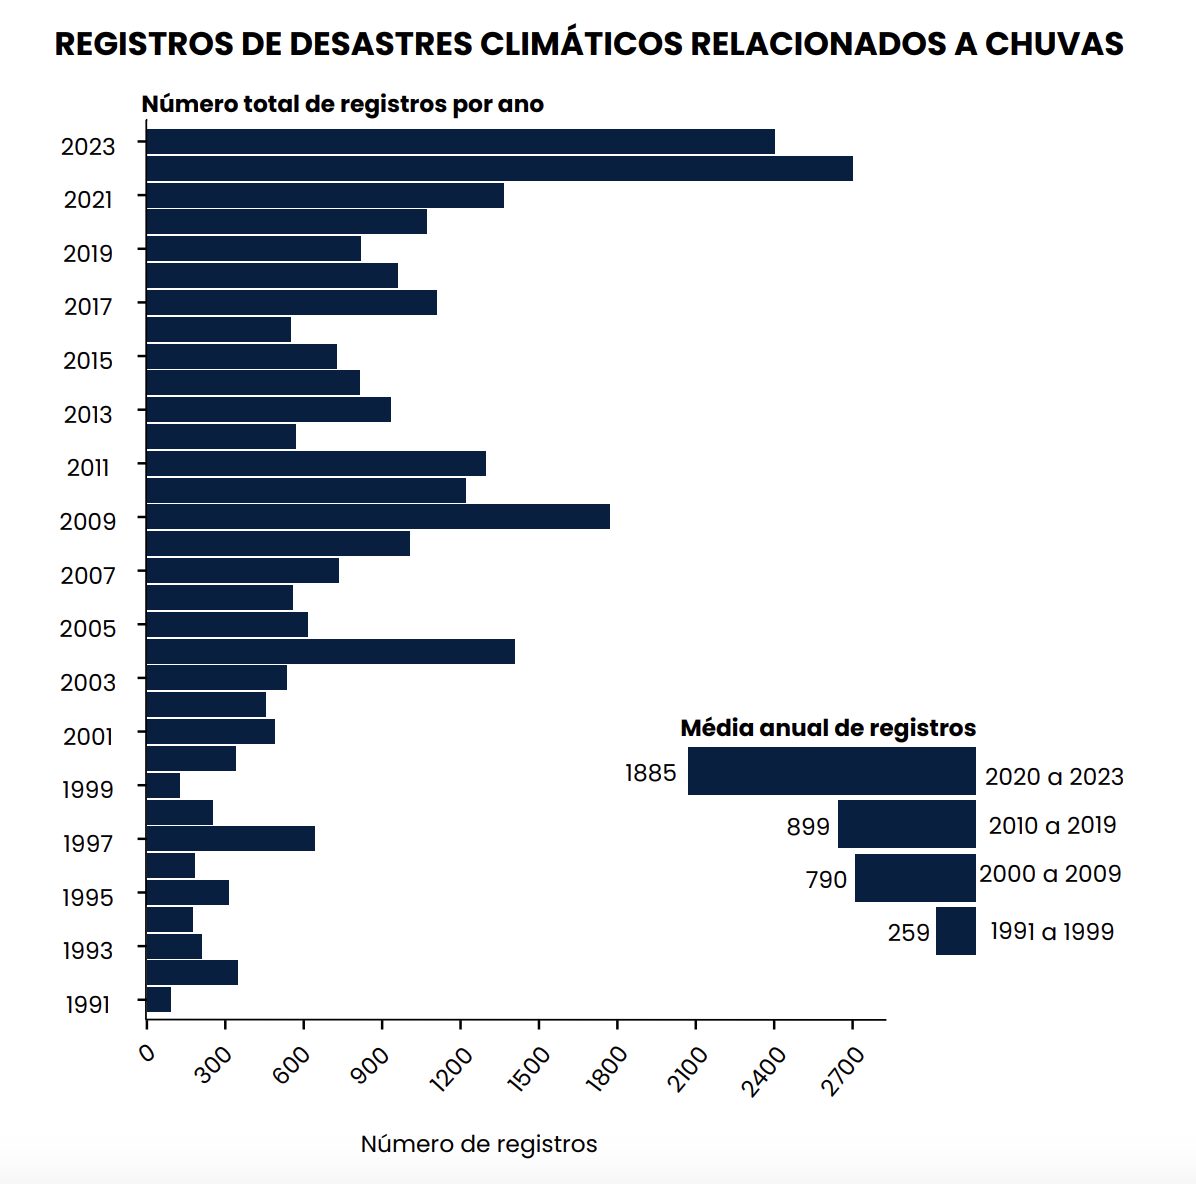 REGISTROS DE DESASTRES CLIMÁTICOS RELACIONADOS A CHUVAS
Número total de registros por ano
2023
2021
2019
2017
2015
2013
2011
2009
2007
2005
2003
2001
1999
1997
1995
1993
1991
Média anual de registros
1885 2020 a 2023
899 2010 a 2019
790 2000 a 2009
259 1991 a 1999
0 300 600 900 1200 1500 1800 2100 2400 2700
Número de registros